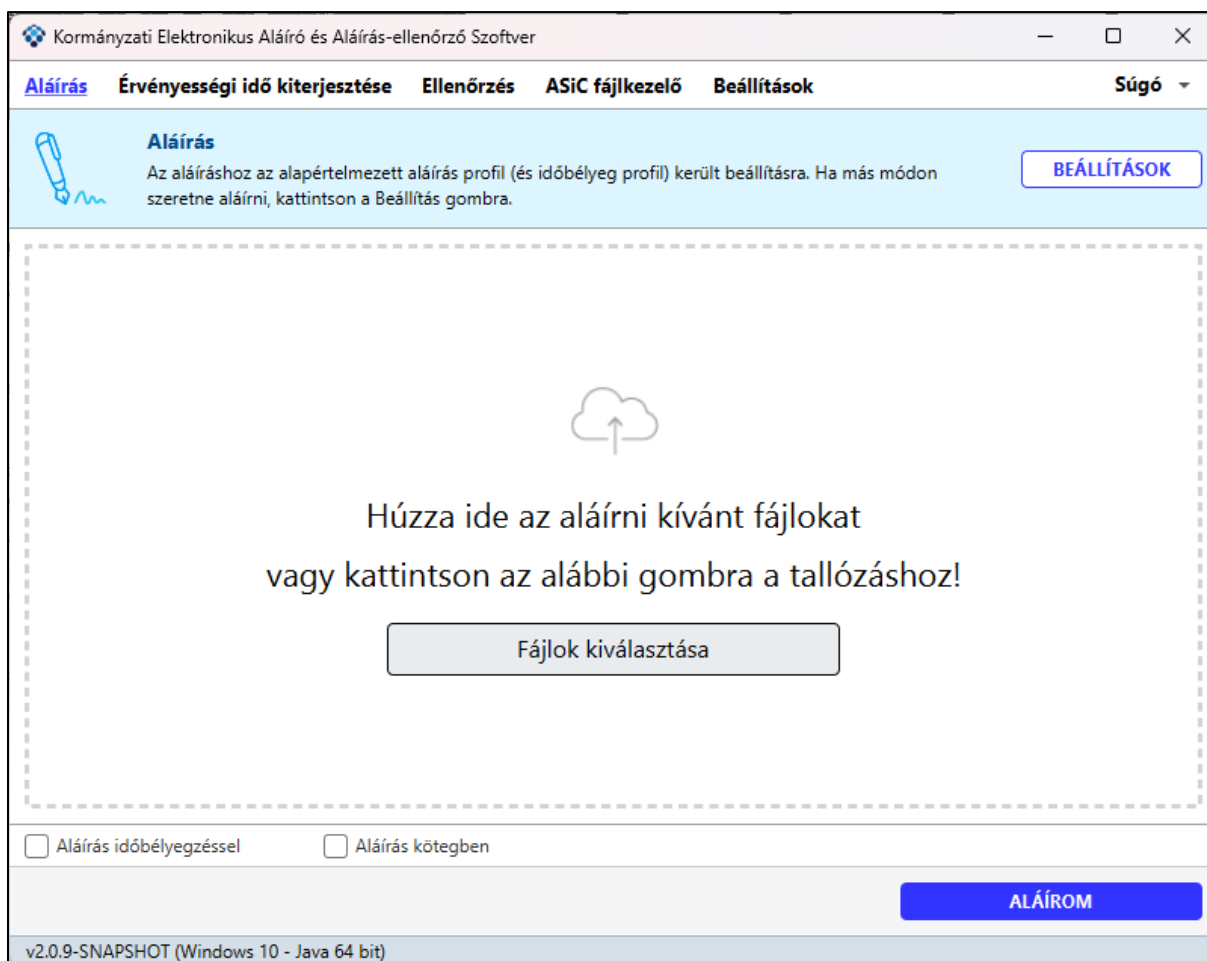 Kormányzati Elektronikus Aláíró és Aláírás-ellenőrző Szoftver
Aláírás Érvényességi idő kiterjesztése Ellenőrzés ASiC fájlkezelő Beállítások Súgó
Aláírás
Az aláíráshoz az alapértelmezett aláírás profil (és időbélyeg profil) került beállításra. Ha más módon
szeretne aláírni, kattintson a Beállítás gombra.
BEÁLLÍTÁSOK
Húzza ide az aláírni kívánt fájlokat
vagy kattintson az alábbi gombra a tallózáshoz!
Fájlok kiválasztása
Aláírás időbélyegzéssel Aláírás kötegben
ALÁÍROM
v2.0.9-SNAPSHOT (Windows 10 - Java 64 bit)